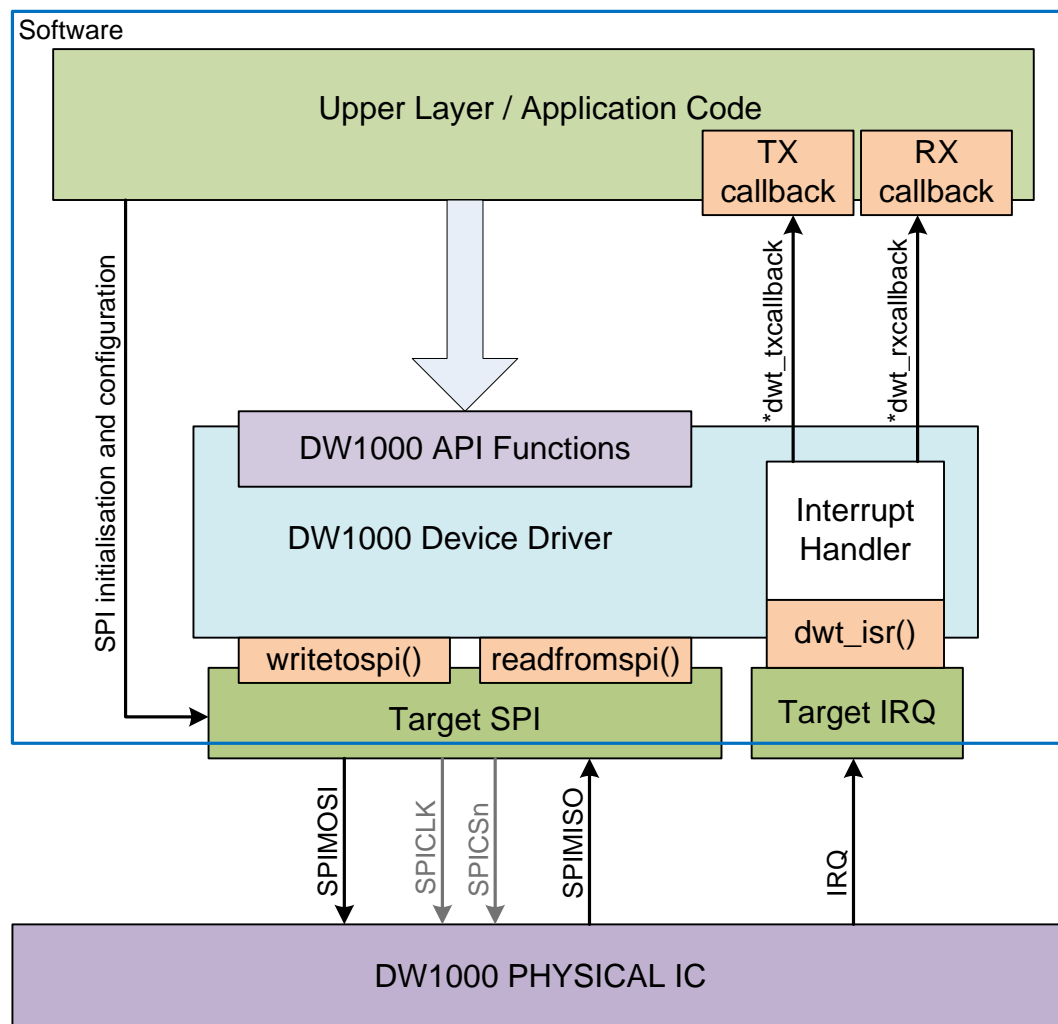 Software
Upper Layer / Application Code
TX
callback
RX
callback
SPI initialisation and configuration
*dwt_txcallback
*dwt_rxcallback
DW1000 API Functions
DW1000 Device Driver
Interrupt
Handler
dwt_isr()
writetospi()
readfromspi()
Target SPI
Target IRQ
SPIMOSI
SPICLK
SPICSn
SPIMISO
IRQ
DW1000 PHYSICAL IC